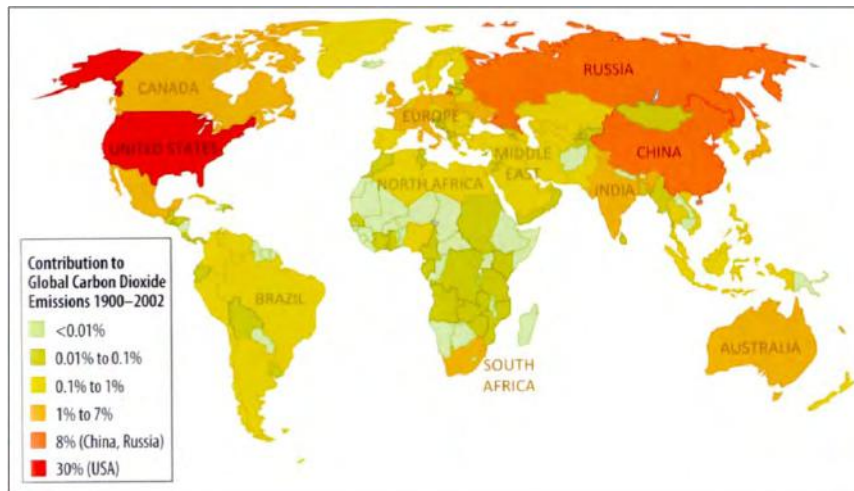 RUSSIA
CANADA
EUROPE
UNITED STATES
CHINA
MIDDLE
EAST
NORTH AFRICA
INDIA
Contribution to
Global Carbon Dioxide
Emissions 1900–2002
<0.01%
0.01% to 0.1%
0.1% to 1%
1% to 7%
8% (China, Russia)
30% (USA)
BRAZIL
SOUTH
AFRICA
AUSTRALIA